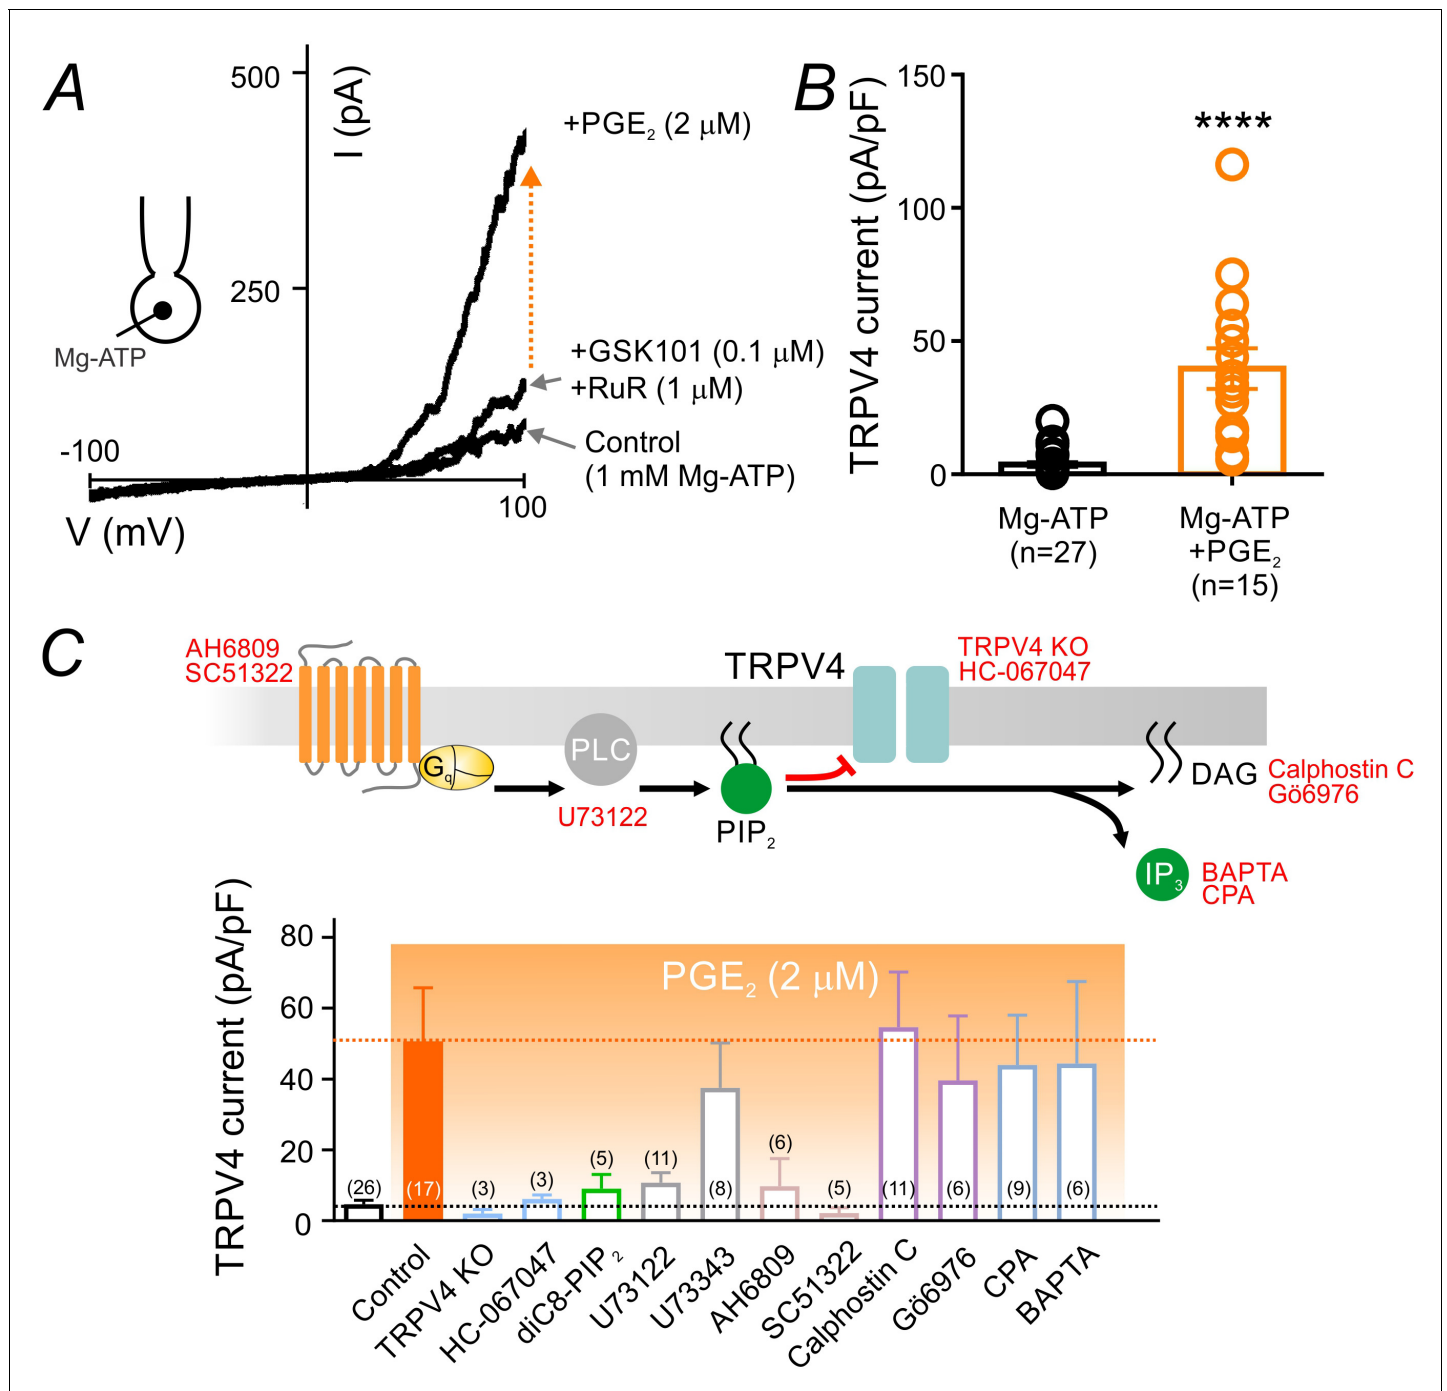 A
500
I (pA)
+PGE₂ (2 µM)
250
Mg-ATP
+GSK101 (0.1 µM)
+RuR (1 µM)
Control
(1 mM Mg-ATP)
-100
100
V (mV)
B
TRPV4 current (pA/pF)
150
100
50
0
****
Mg-ATP
(n=27)
Mg-ATP
+PGE₂
(n=15)
C
AH6809
SC51322
TRPV4
TRPV4 KO
HC-067047
Gq
PLC
U73122
PIP₂
DAG
Calphostin C
Gö6976
IP₃
BAPTA
CPA
TRPV4 current (pA/pF)
80
60
40
20
0
PGE₂ (2 µM)
(26)
(17)
(3)
(3)
(5)
(11)
(8)
(6)
(5)
(11)
(6)
(9)
(6)
Control
TRPV4 KO
HC-067047
diC8-PIP₂
U73122
U73343
AH6809
SC51322
Calphostin C
Gö6976
CPA
BAPTA